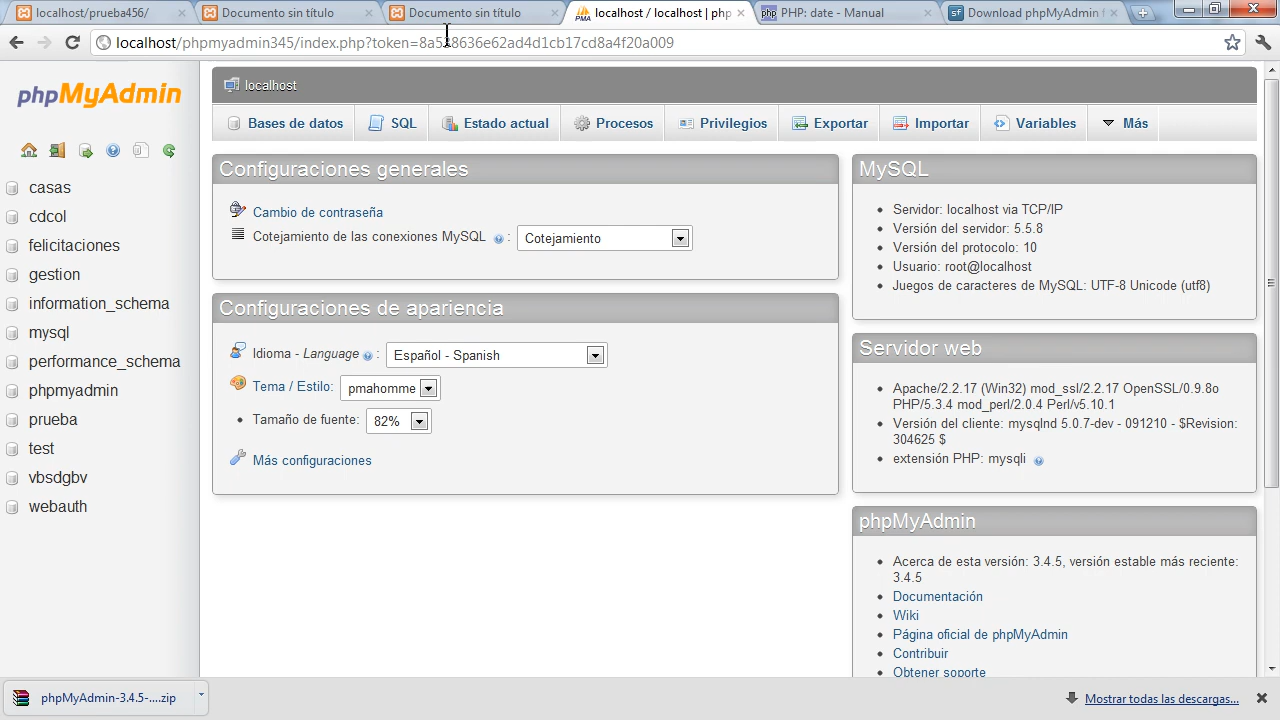 localhost/prueba456/
Documento sin título
Documento sin título
localhost / localhost | php
PHP: date - Manual
Download phpMyAdmin f
localhost/phpmyadmin345/index.php?token= 8636e62ad4d1cb17cd8a4f20a009
phpMyAdmin
localhost
Bases de datos
SQL
Estado actual
Procesos
Privilegios
Exportar
Importar
Variables
Más
casas
cdcol
felicitaciones
gestion
information_schema
mysql
performance_schema
phpmyadmin
prueba
test
vbsdgbv
webauth
Configuraciones generales
Cambio de contraseña
Cotejamiento de las conexiones MySQL :
Cotejamiento
Configuraciones de apariencia
Idioma - Language :
Español - Spanish
Tema / Estilo:
pmahomme
Tamaño de fuente:
82%
Más configuraciones
MySQL
Servidor: localhost via TCP/IP
Versión del servidor: 5.5.8
Versión del protocolo: 10
Usuario: root@localhost
Juegos de caracteres de MySQL: UTF-8 Unicode (utf8)
Servidor web
Apache/2.2.17 (Win32) mod_ssl/2.2.17 OpenSSL/0.9.8o
PHP/5.3.4 mod_perl/2.0.4 Perl/v5.10.1
Versión del cliente: mysqlnd 5.0.7-dev - 091210 - $Revision:
304625 $
extensión PHP: mysqli
phpMyAdmin
Acerca de esta versión: 3.4.5, versión estable más reciente:
3.4.5
Documentación
Wiki
Página oficial de phpMyAdmin
Contribuir
Obtener soporte
phpMyAdmin-3.4.5-....zip
Mostrar todas las descargas...